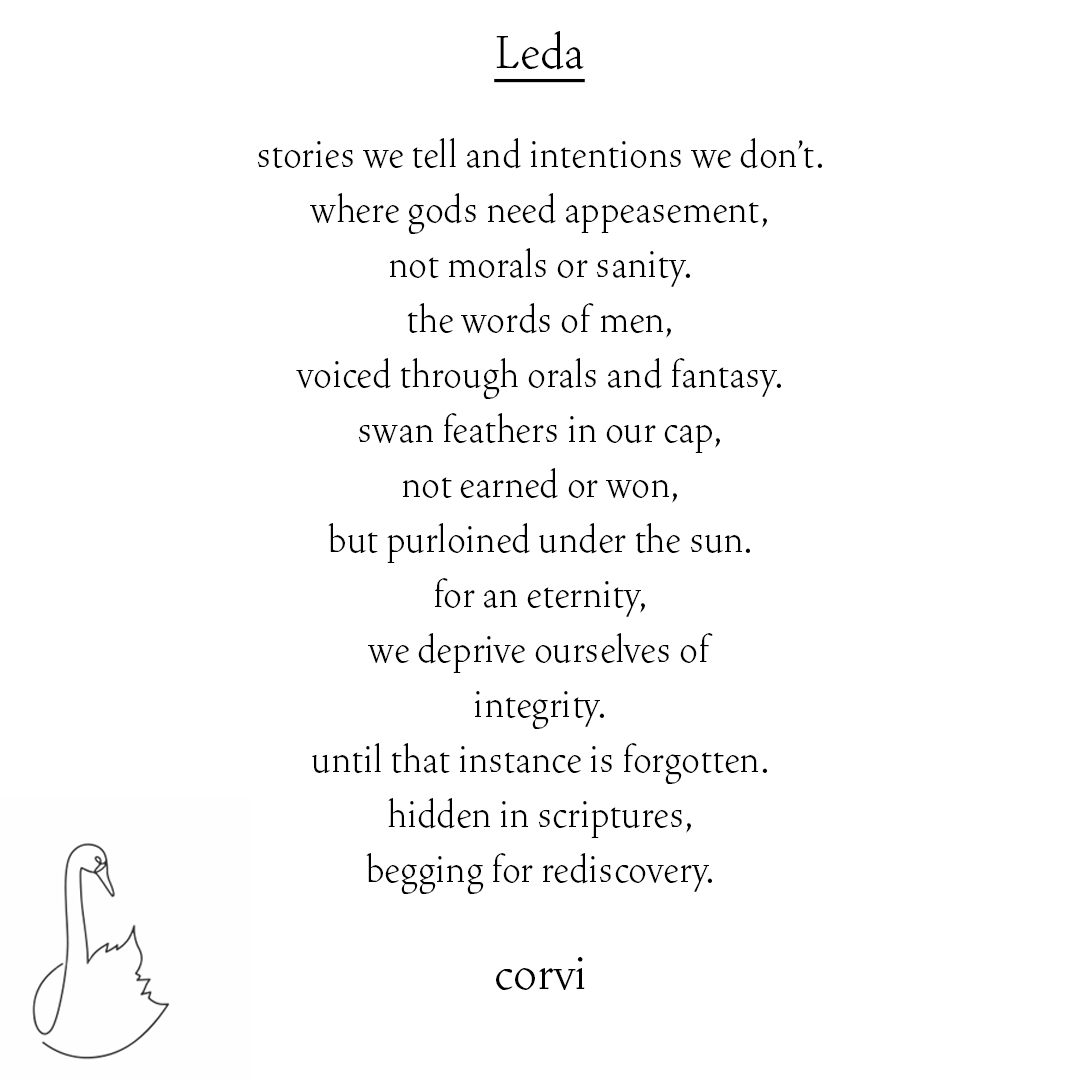 Leda
stories we tell and intentions we don't.
where gods need appeasement,
not morals or sanity.
the words of men,
voiced through orals and fantasy.
swan feathers in our cap,
not earned or won,
but purloined under the sun.
for an eternity,
we deprive ourselves of
integrity.
until that instance is forgotten.
hidden in scriptures,
begging for rediscovery.
corvi